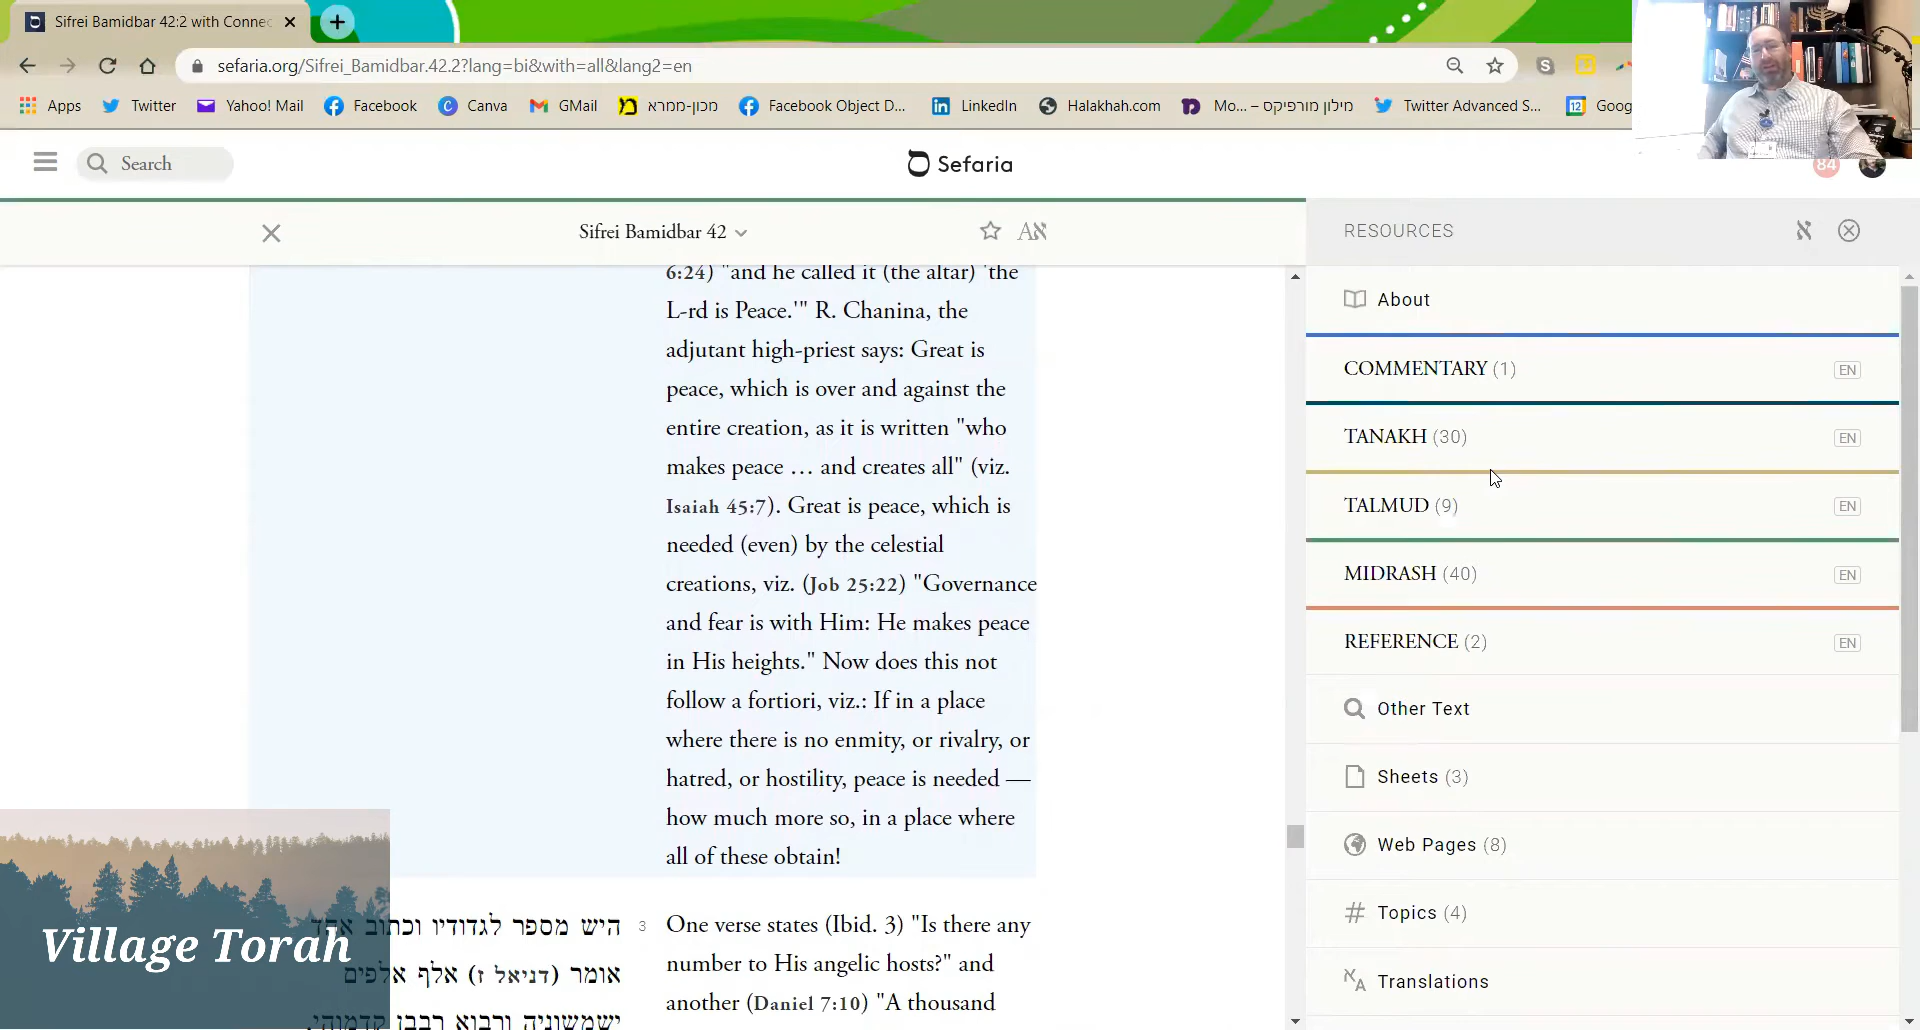 Sifrei Bamidbar 42:2 with Connec
sefaria.org/Sifrei_Bamidbar.42.2?lang=bi&with=all&lang2=en
Apps
Twitter
Yahoo! Mail
Facebook
Canva
GMail
מכון-ממרא
Facebook Object D...
LinkedIn
Halakhah.com
Mo... – מילון מורפיקס
Twitter Advanced S...
12
Goog
Search
Sefaria
84
Sifrei Bamidbar 42
RESOURCES
6:24) "and he called it (the altar) 'the
L-rd is Peace.'" R. Chanina, the
adjutant high-priest says: Great is
peace, which is over and against the
entire creation, as it is written "who
makes peace … and creates all" (viz.
Isaiah 45:7). Great is peace, which is
needed (even) by the celestial
creations, viz. (Job 25:22) "Governance
and fear is with Him: He makes peace
in His heights." Now does this not
follow a fortiori, viz.: If in a place
where there is no enmity, or rivalry, or
hatred, or hostility, peace is needed —
how much more so, in a place where
all of these obtain!
היש מספר לגדודיו וכתוב אחד
אומר (דניאל ז) אלף אלפים
ישמשוניה ורבוא רבבן קדמוהי.
3
One verse states (Ibid. 3) "Is there any
number to His angelic hosts?" and
another (Daniel 7:10) "A thousand
About
COMMENTARY (1) EN
TANAKH (30) EN
TALMUD (9) EN
MIDRASH (40) EN
REFERENCE (2) EN
Other Text
Sheets (3)
Web Pages (8)
Topics (4)
Translations
Village Torah